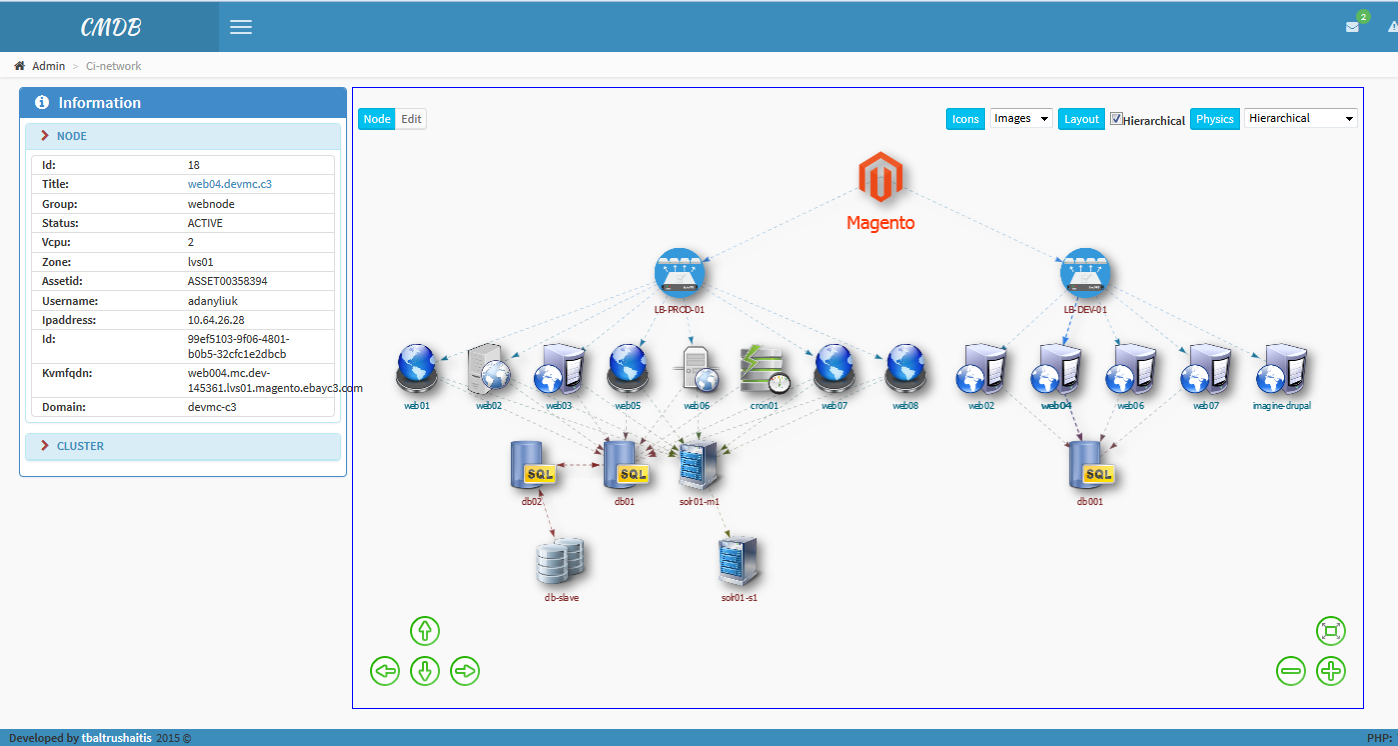 CMDB
2
Admin > Ci-network
Information
NODE
Id: 18
Title: web04.devmc.c3
Group: webnode
Status: ACTIVE
Vcpu: 2
Zone: lvs01
Assetid: ASSET00358394
Username: adanyliuk
Ipaddress: 10.64.26.28
Id: 99ef5103-9f06-4801-
b0b5-32cfc1e2dbcb
Kvmfqdn: web004.mc.dev-
145361.lvs01.magento.ebayc3.com
Domain: devmc-c3
CLUSTER
Node Edit
Icons Images Layout Hierarchical Physics Hierarchical
Magento
LB-PROD-01 LB-DEV-01
web01 web02 web03 web05 web06 cron01 web07 web08 web02 web04 web06 web07 imagine-drupal
SQL SQL SQL
db02 db01 solr01-m1 db001
db-slave solr01-s1
Developed by tbaltrushaitis 2015 © PHP: